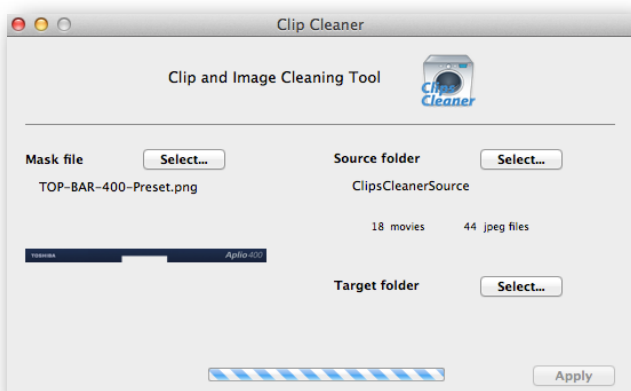 Clip Cleaner
Clip and Image Cleaning Tool
Clips
Cleaner
Mask file
Select...
TOP-BAR-400-Preset.png
TOSHIBA
Aplio 400
Source folder
Select...
ClipsCleanerSource
18 movies
44 jpeg files
Target folder
Select...
Apply